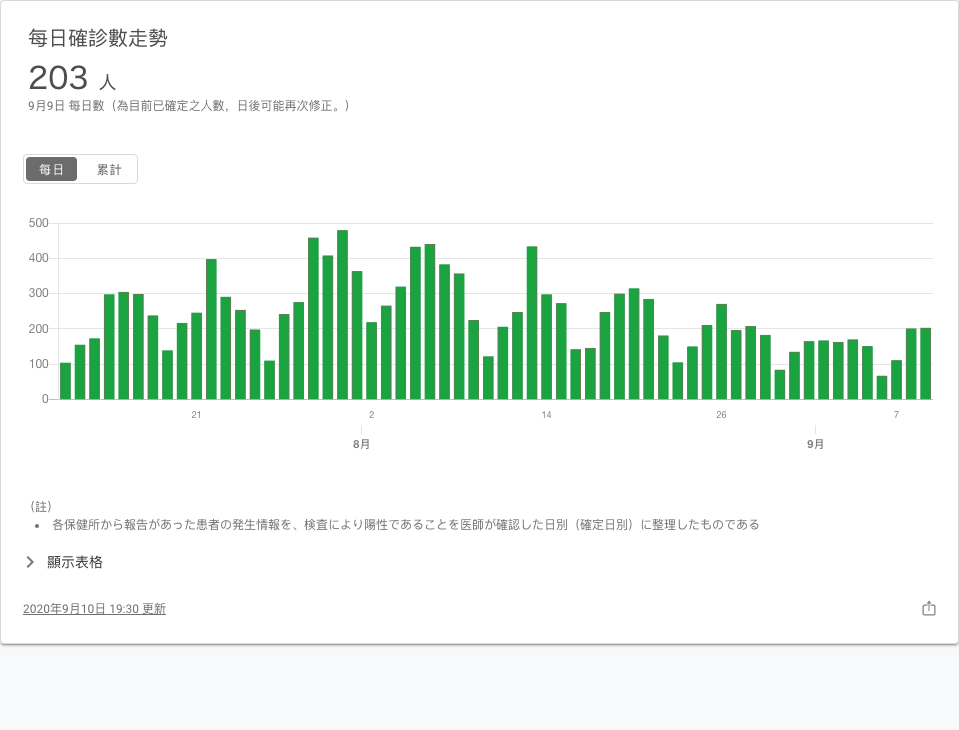 每日確診數走勢
203 人
9月9日 每日數（為目前已確定之人數，日後可能再次修正。）
每日 累計
500
400
300
200
100
0
21 2 14 26 7
8月 9月
（註）
• 各保健所から報告があった患者の発生情報を、検査により陽性であることを医師が確認した日別（確定日別）に整理したものである
顯示表格
2020年9月10日 19:30 更新